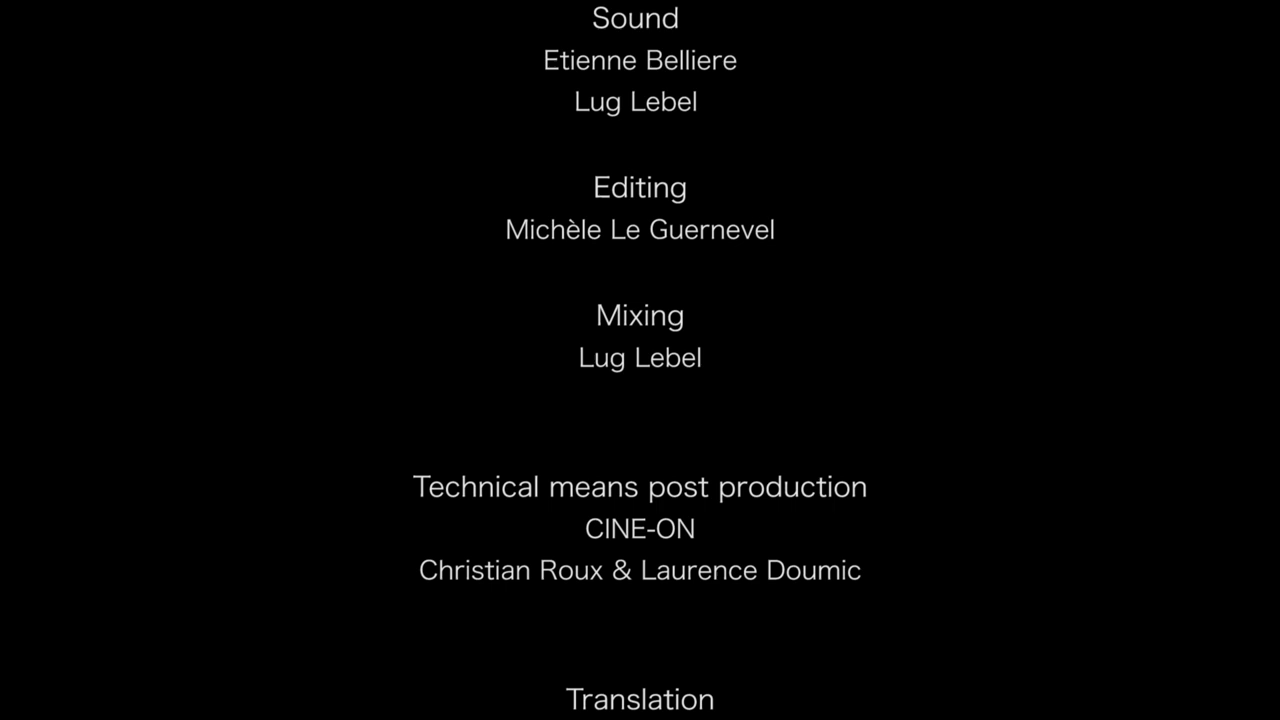 Sound
Etienne Belliere
Lug Lebel
Editing
Michèle Le Guernevel
Mixing
Lug Lebel
Technical means post production
CINE-ON
Christian Roux & Laurence Doumic
Translation